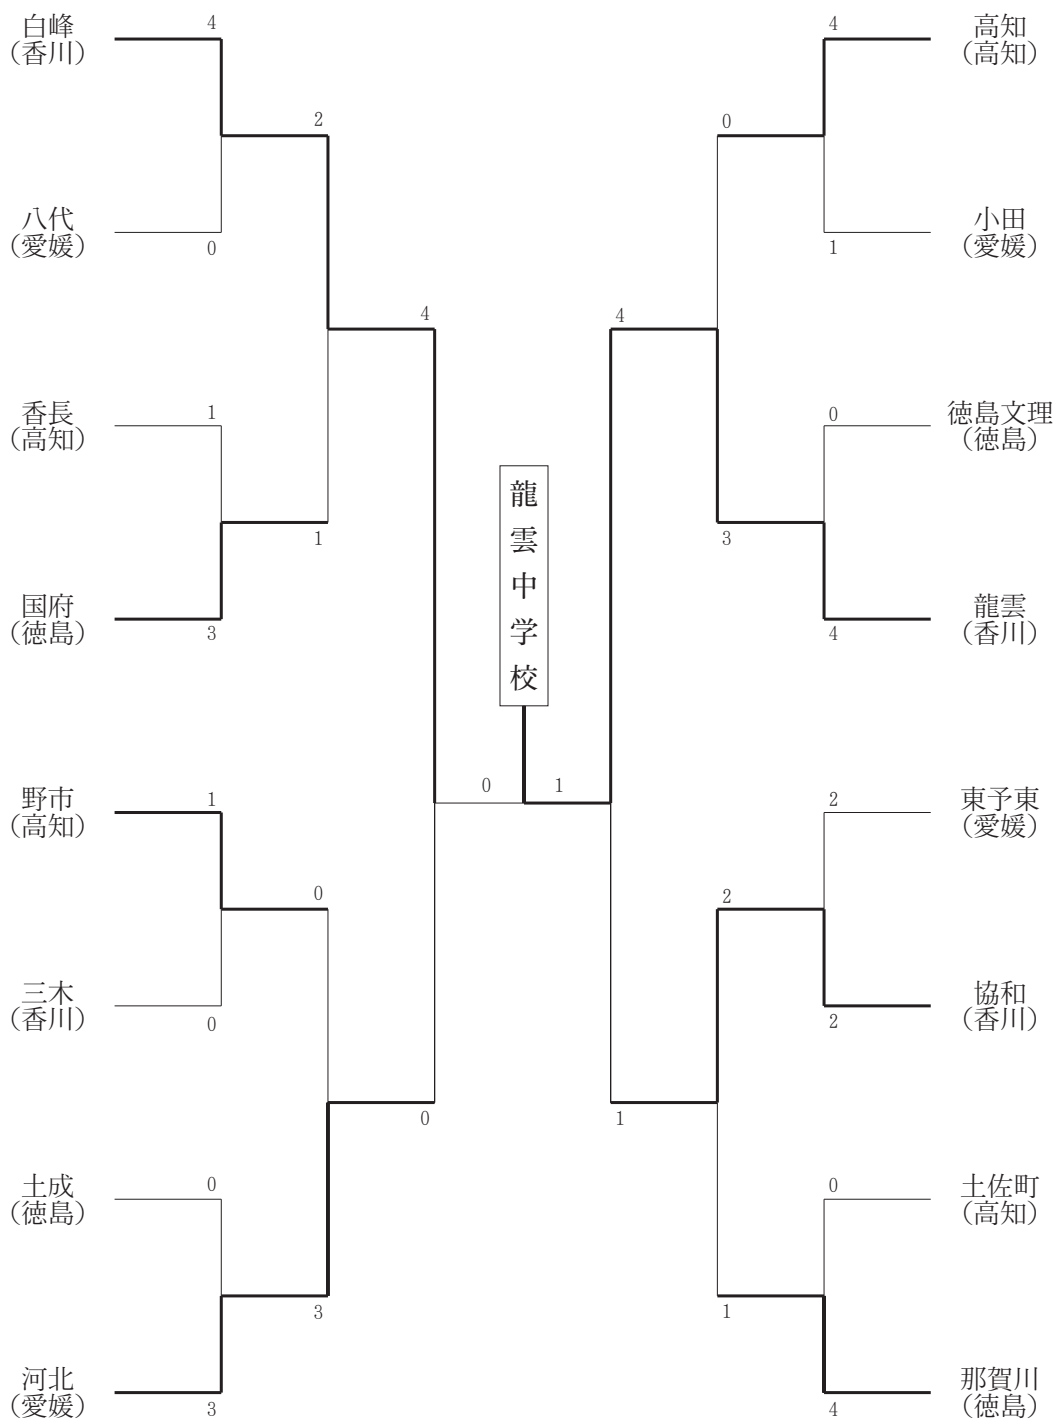 白峰
(香川)
4
八代
(愛媛)
0
2
香長
(高知)
1
国府
(徳島)
3
1
4
野市
(高知)
1
三木
(香川)
0
0
土成
(徳島)
0
河北
(愛媛)
3
3
0
0
龍雲中学校
1
高知
(高知)
4
小田
(愛媛)
1
0
徳島文理
(徳島)
0
龍雲
(香川)
4
3
4
東予東
(愛媛)
2
協和
(香川)
2
2
土佐町
(高知)
0
那賀川
(徳島)
4
1
1